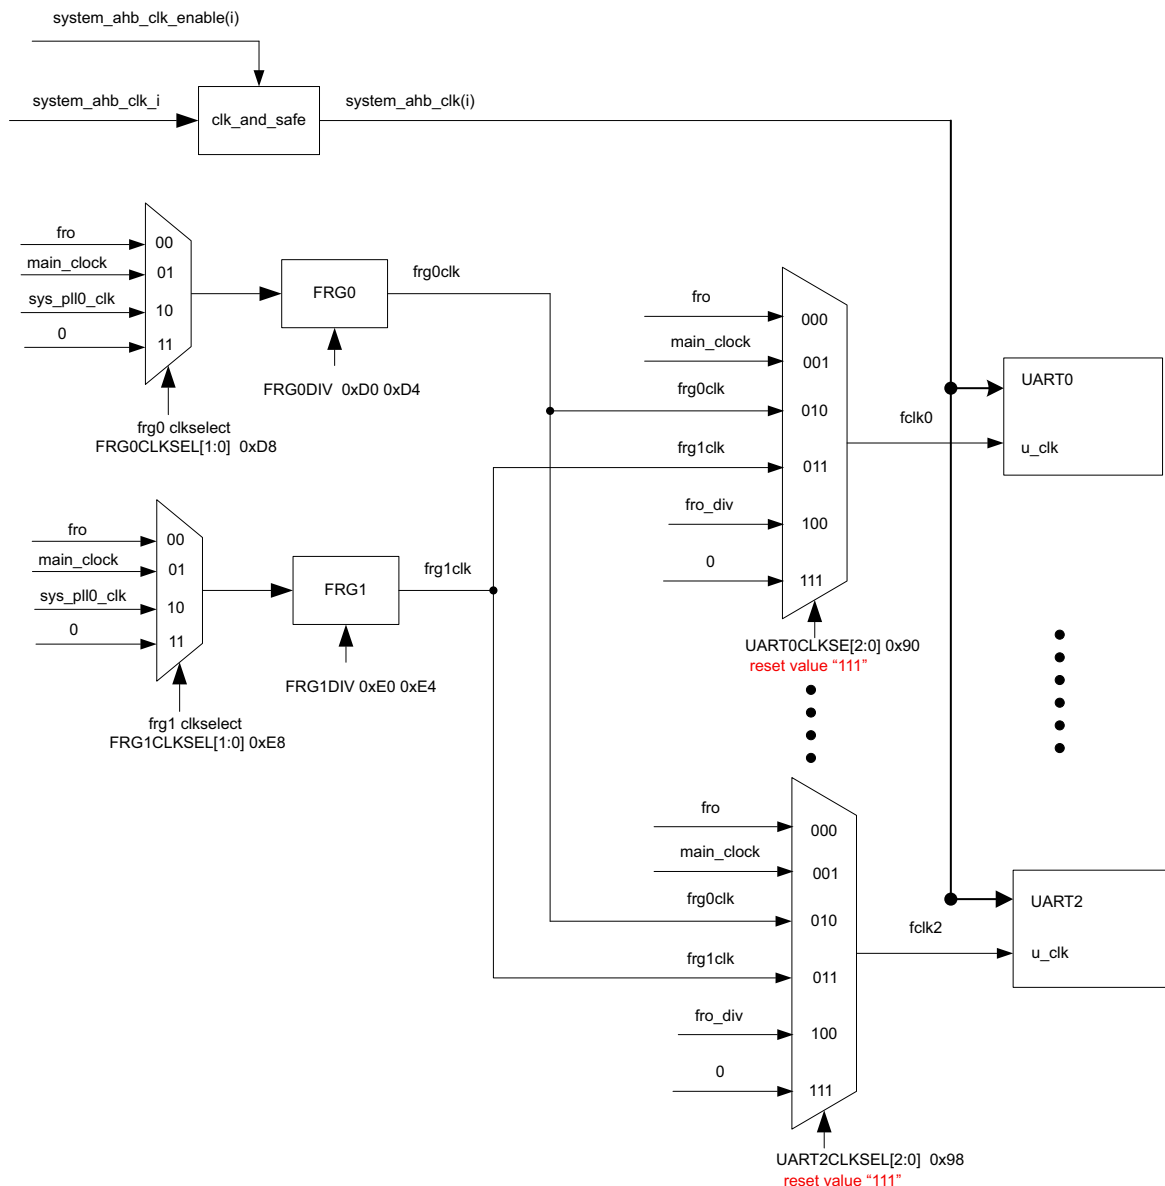 system_ahb_clk_enable(i)
system_ahb_clk_i
clk_and_safe
system_ahb_clk(i)
fro
00
main_clock
01
sys_pll0_clk
10
0
11
FRG0
frg0clk
FRG0DIV 0xD0 0xD4
frg0 clkselect
FRG0CLKSEL[1:0] 0xD8
fro
00
main_clock
01
sys_pll0_clk
10
0
11
FRG1
frg1clk
FRG1DIV 0xE0 0xE4
frg1 clkselect
FRG1CLKSEL[1:0] 0xE8
fro
000
main_clock
001
frg0clk
010
frg1clk
011
fro_div
100
0
111
UART0CLKSE[2:0] 0x90
reset value “111”
fclk0
UART0
u_clk
fro
000
main_clock
001
frg0clk
010
frg1clk
011
fro_div
100
0
111
UART2CLKSEL[2:0] 0x98
reset value “111”
fclk2
UART2
u_clk